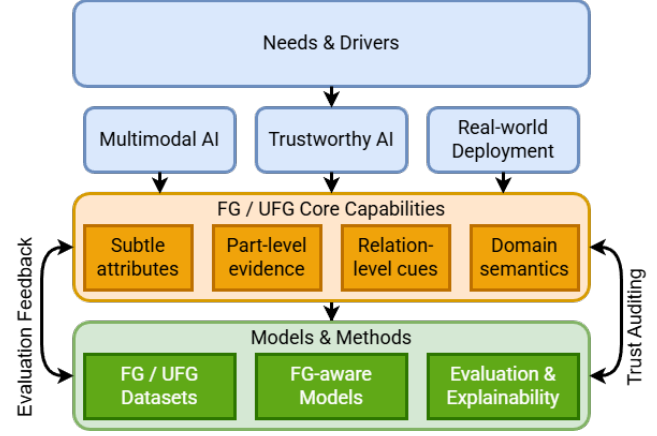 Needs & Drivers
Multimodal AI
Trustworthy AI
Real-world
Deployment
FG / UFG Core Capabilities
Subtle
attributes
Part-level
evidence
Relation-
level cues
Domain
semantics
Evaluation Feedback
Trust Auditing
Models & Methods
FG / UFG
Datasets
FG-aware
Models
Evaluation &
Explainability